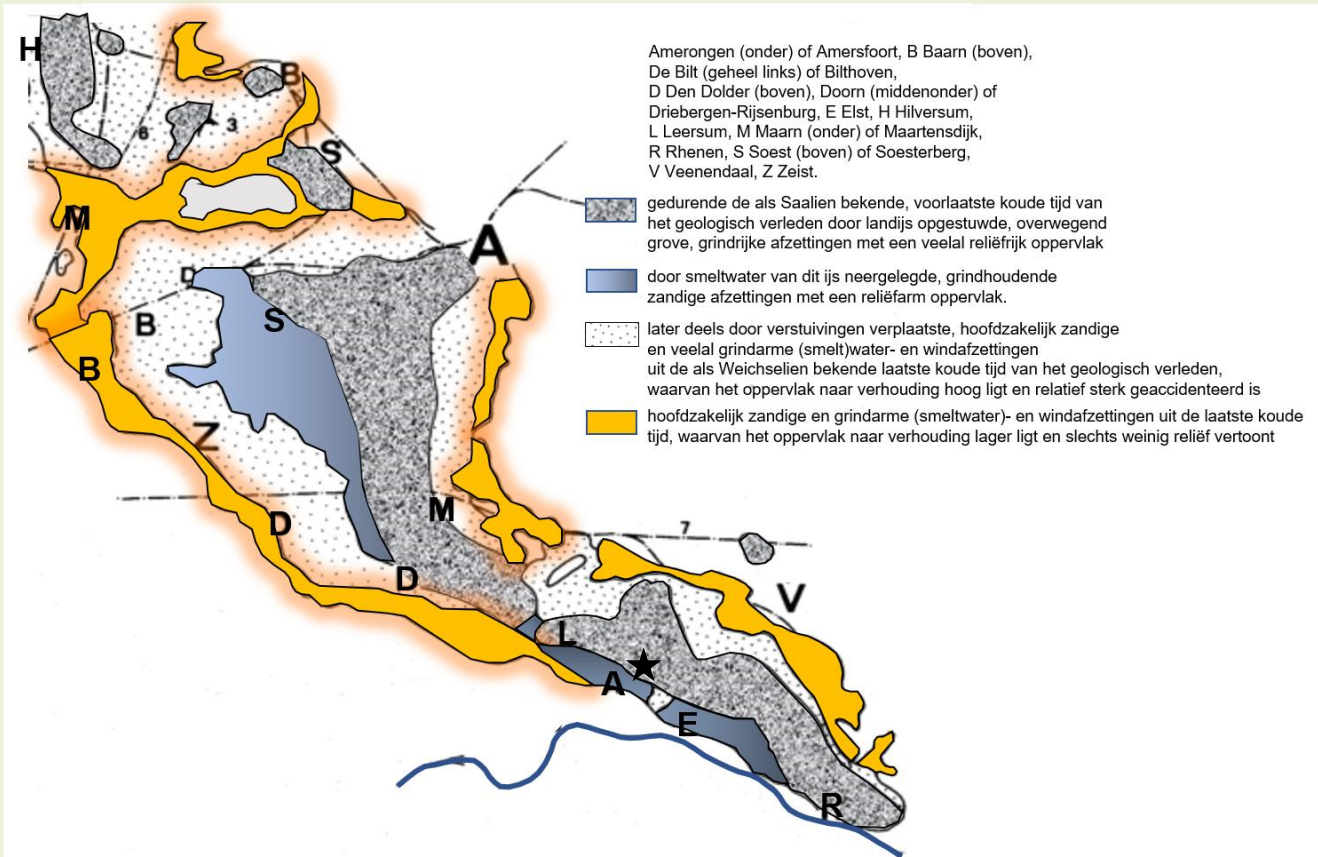 Amerongen (onder) of Amersfoort, B Baarn (boven),
De Bilt (geheel links) of Bilthoven,
D Den Dolder (boven), Doorn (middenonder) of
Driebergen-Rijsenburg, E Elst, H Hilversum,
L Leersum, M Maarn (onder) of Maartensdijk,
R Rhenen, S Soest (boven) of Soesterberg,
V Veenendaal, Z Zeist.
gedurende de als Saalien bekende, voorlaatste koude tijd van
het geologisch verleden door landijs opgestuwde, overwegend
grove, grindrijke afzettingen met een veelal reliëfrijk oppervlak
door smeltwater van dit ijs neergelegde, grindhoudende
zandige afzettingen met een reliëfarm oppervlak.
later deels door verstuivingen verplaatste, hoofdzakelijk zandige
en veelal grindarme (smelt)water- en windafzettingen
uit de als Weichselien bekende laatste koude tijd van het geologisch verleden,
waarvan het oppervlak naar verhouding hoog ligt en relatief sterk geaccidenteerd is
hoofdzakelijk zandige en grindarme (smeltwater)- en windafzettingen uit de laatste koude
tijd, waarvan het oppervlak naar verhouding lager ligt en slechts weinig reliëf vertoont
H
B
6
3
S
M
A
D
B
S
B
Z
M
D
7
D
V
L
A
E
R